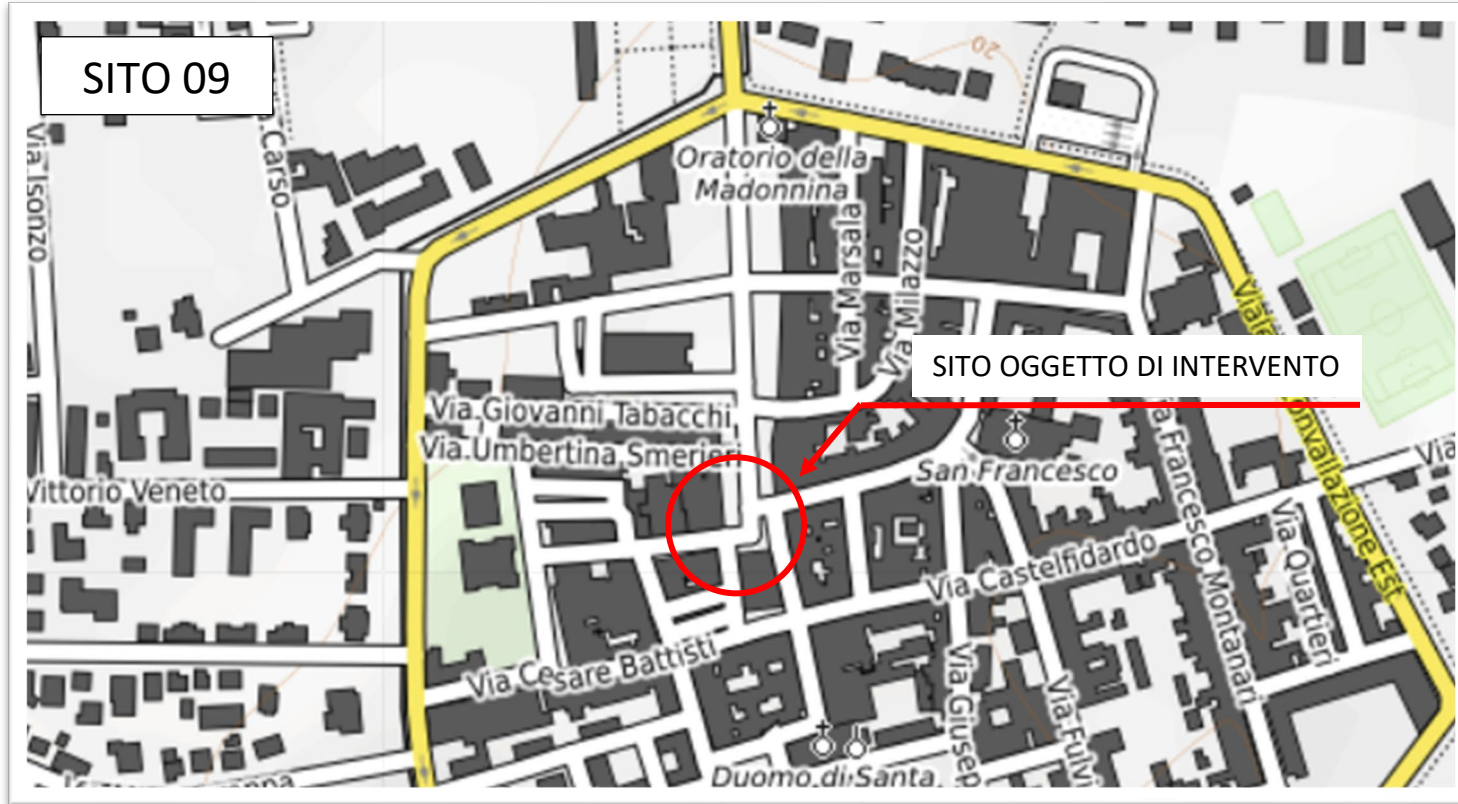 SITO 09
20
Via Isonzo
Carso
Oratorio della
Madonnina
Via Marsala
Via Milazzo
Viale
SITO OGGETTO DI INTERVENTO
Via Giovanni Tabacchi
Via Umbertina Smerieri
San Francesco
Via
Vittorio Veneto
Via Francesco Montanari
Via Quartieri
Via Castelfidardo
Via Cesare Battisti
Via Giusep
Via Fulvi
Duomo di Santa